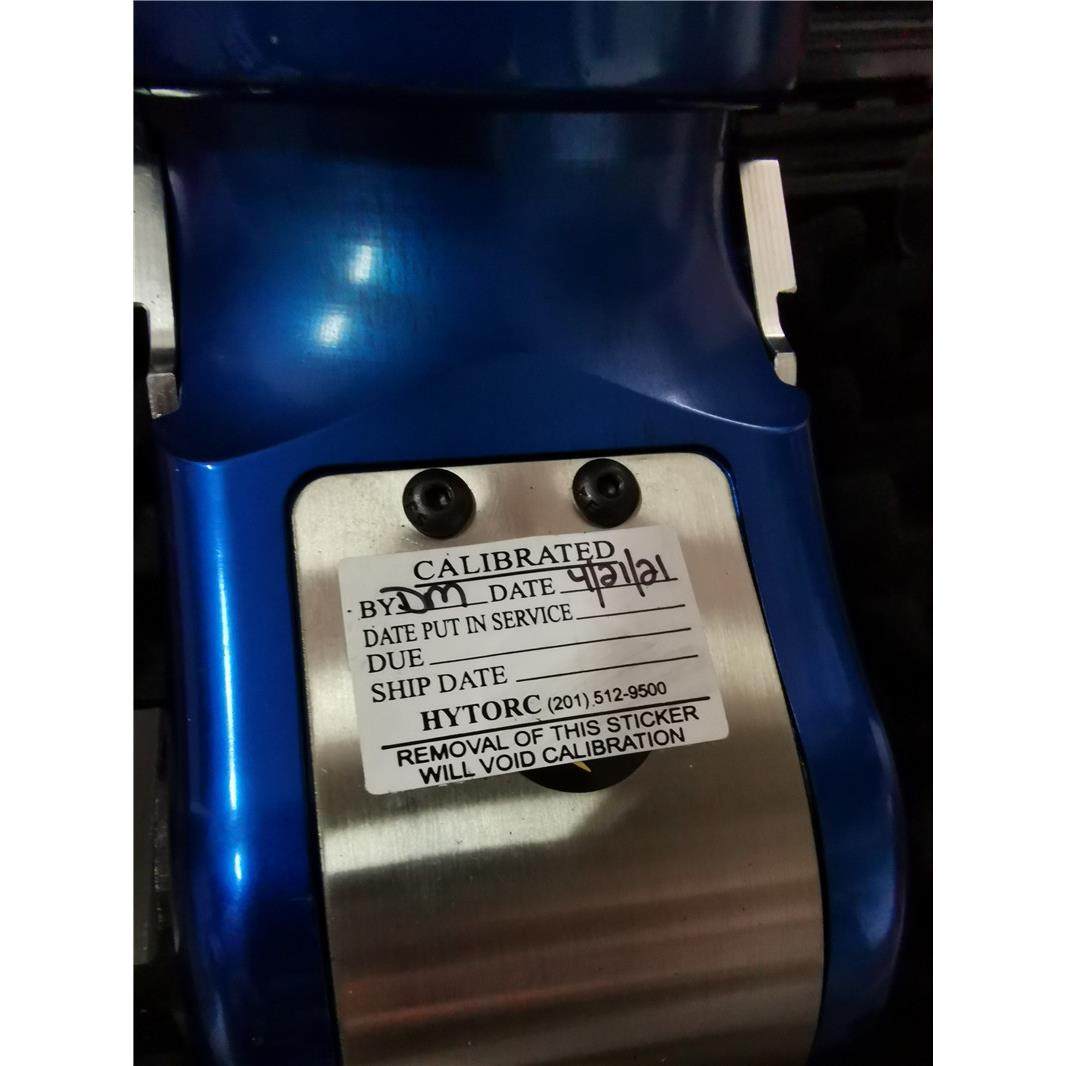 CALIBRATED
BY DM DATE 4/21/21
DATE PUT IN SERVICE
DUE
SHIP DATE
HYTORC (201) 512-9500
REMOVAL OF THIS STICKER
WILL VOID CALIBRATION